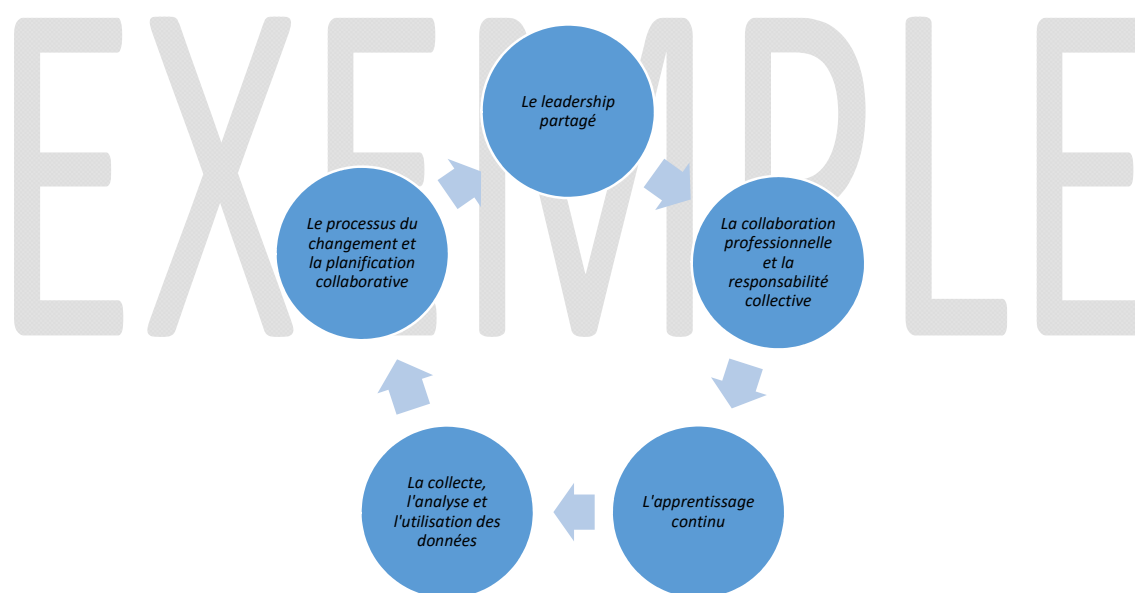 EXEMPLE
Le leadership
partagé
La collaboration
professionnelle
et la
responsabilité
collective
L'apprentissage
continu
La collecte,
l'analyse et
l'utilisation des
données
Le processus du
changement et
la planification
collaborative